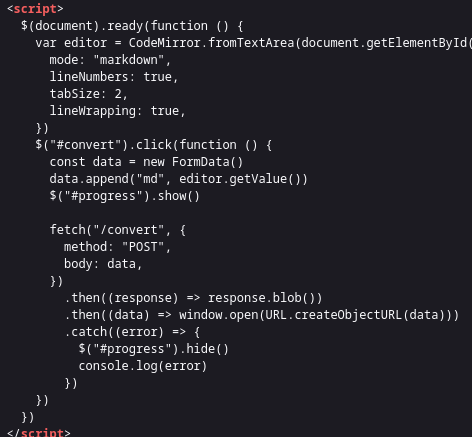 <script>
$(document).ready(function () {
var editor = CodeMirror.fromTextArea(document.getElementById(
mode: "markdown",
lineNumbers: true,
tabSize: 2,
lineWrapping: true,
})
$("#convert").click(function () {
const data = new FormData()
data.append("md", editor.getValue())
$("#progress").show()
fetch("/convert", {
method: "POST",
body: data,
})
.then((response) => response.blob())
.then((data) => window.open(URL.createObjectURL(data)))
.catch((error) => {
$("#progress").hide()
console.log(error)
})
})
})
</script>